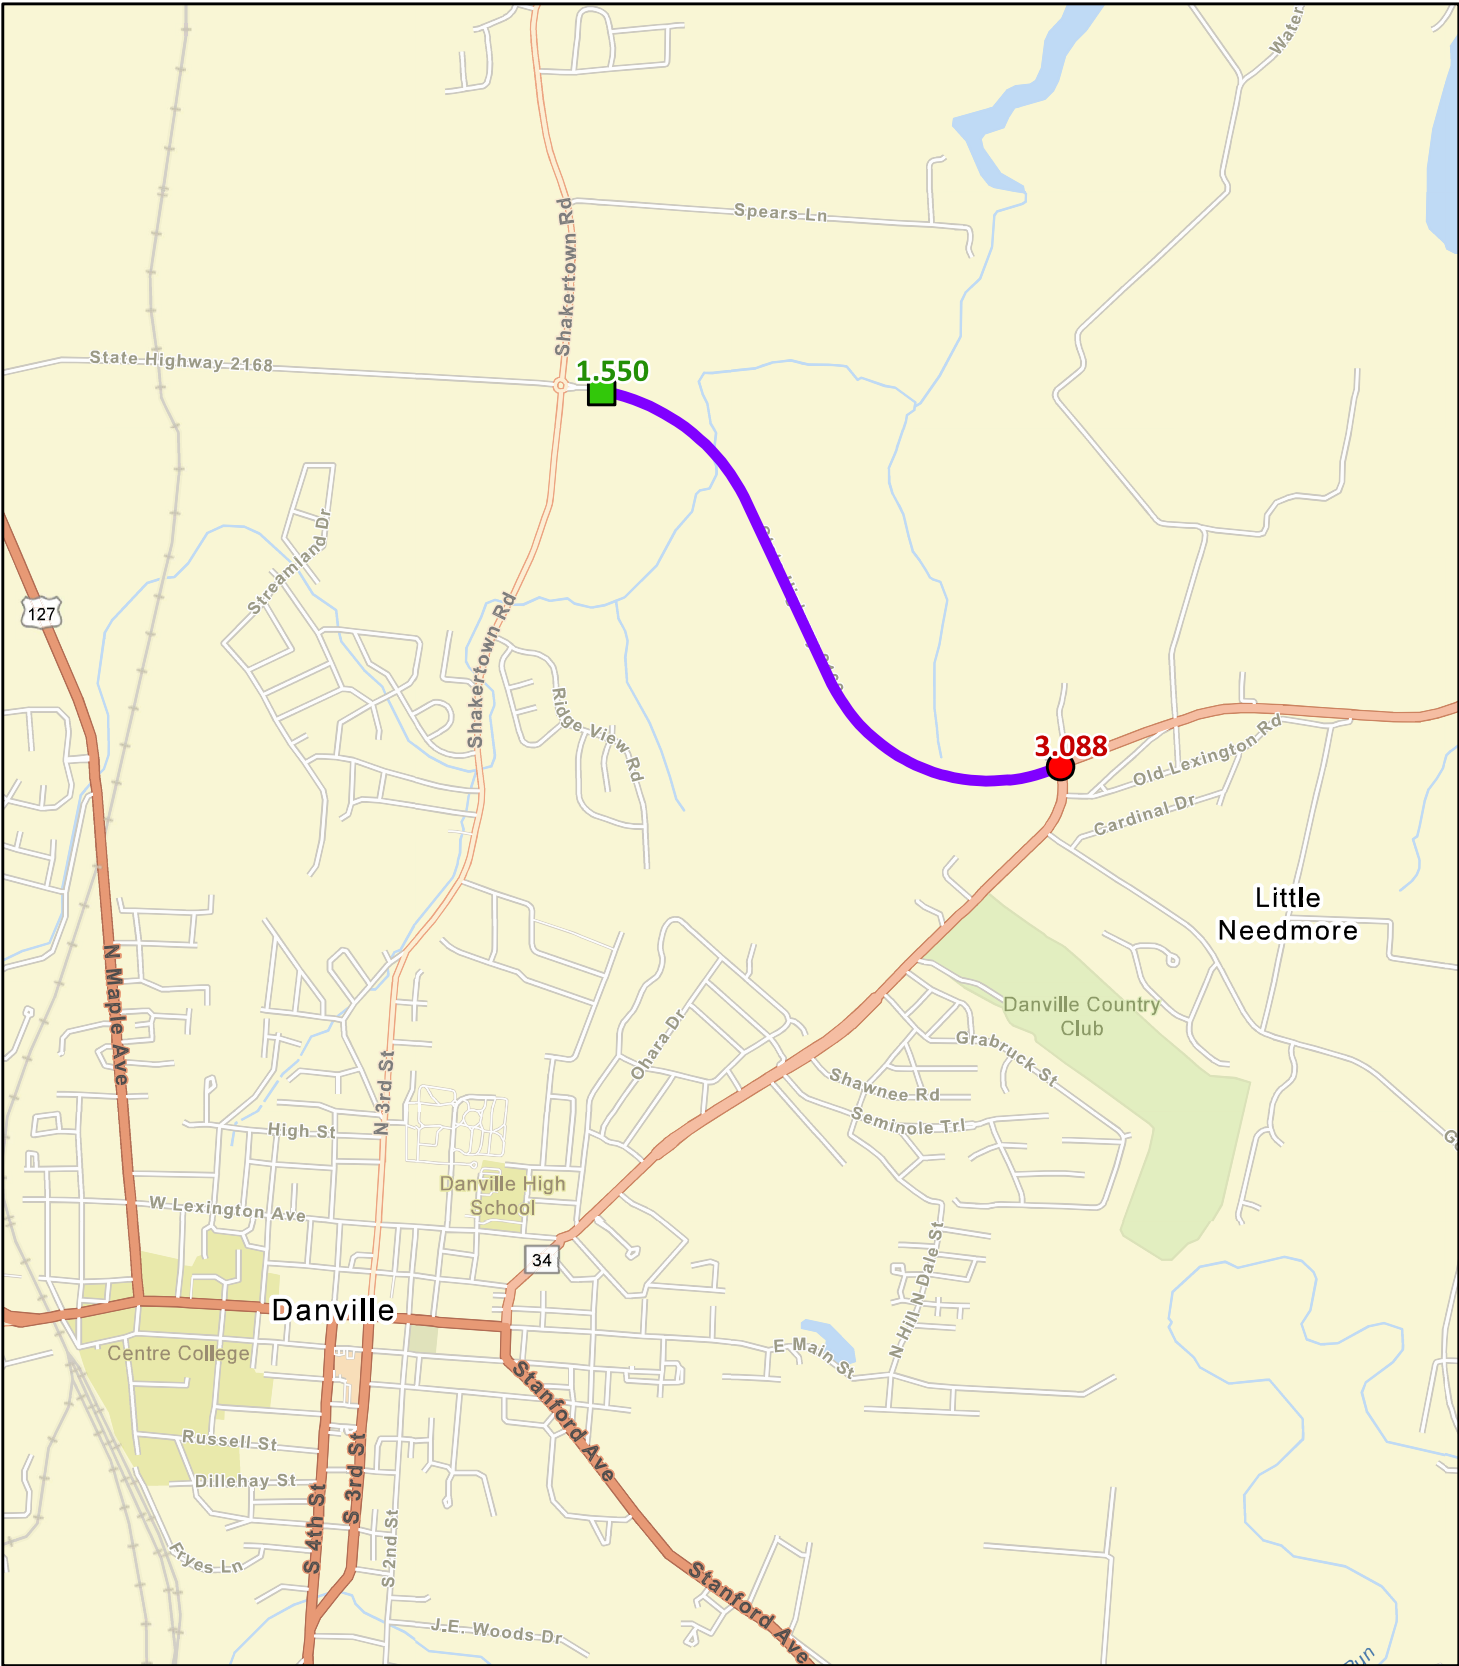 Water
Spears Ln
Shakertown Rd
State Highway 2168
1.550
Streamland Dr
127
Shakertown Rd
Ridge View Rd
3.088
Old Lexington Rd
Cardinal Dr
Little
Needmore
N Maple Ave
Danville Country
Club
Ohara Dr
Grabruck St
Shawnee Rd
Seminole Trl
N 3rd St
High St
Danville High
School
W Lexington Ave
34
N Hill N Dale St
Danville
E Main St
Centre College
Stanford Ave
Russell St
Dillehay St
S 4th St
S 3rd St
S 2nd St
Fryes Ln
Stanford Ave
J.E. Woods Dr
Run